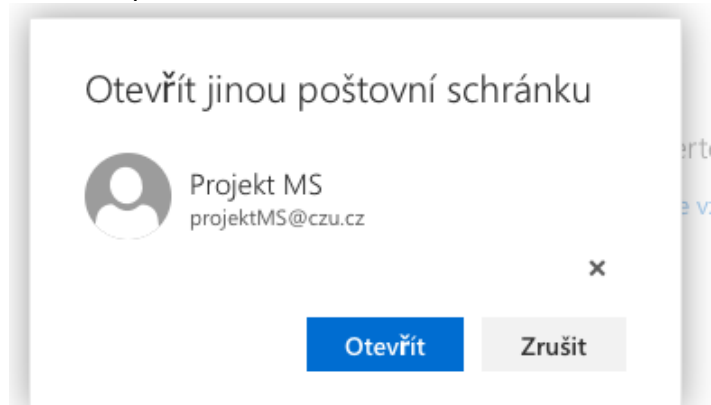 Otevřít jinou poštovní schránku
Projekt MS
projektMS@czu.cz
Otevřít
Zrušit